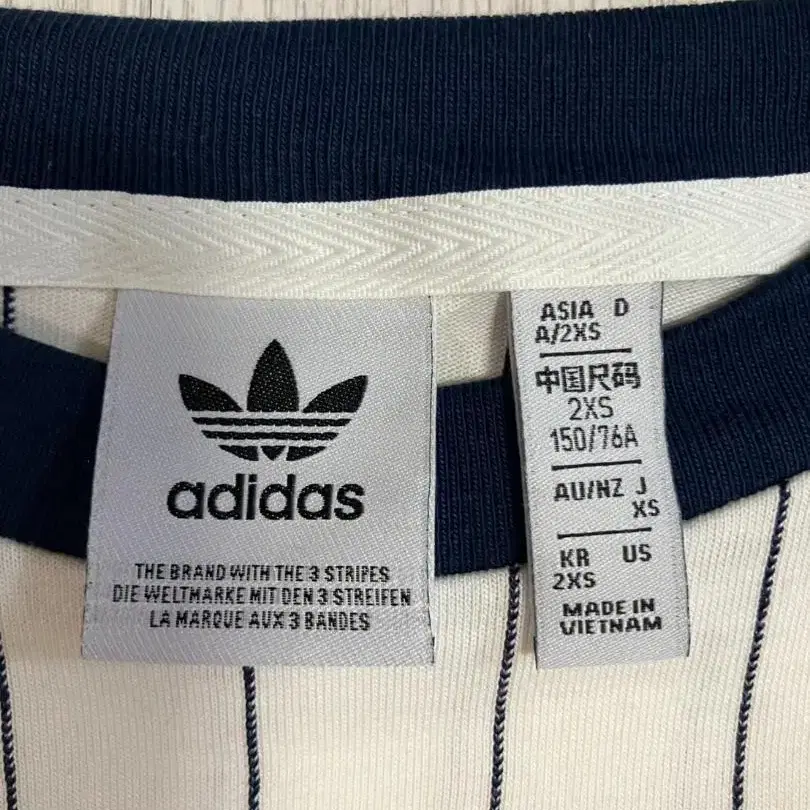 adidas
THE BRAND WITH THE 3 STRIPES
DIE WELTMARKE MIT DEN 3 STREIFEN
LA MARQUE AUX 3 BANDES
ASIA D
A/2XS
中国尺码
2XS
150/76A
AU/NZ J
XS
KR US
2XS
MADE IN
VIETNAM